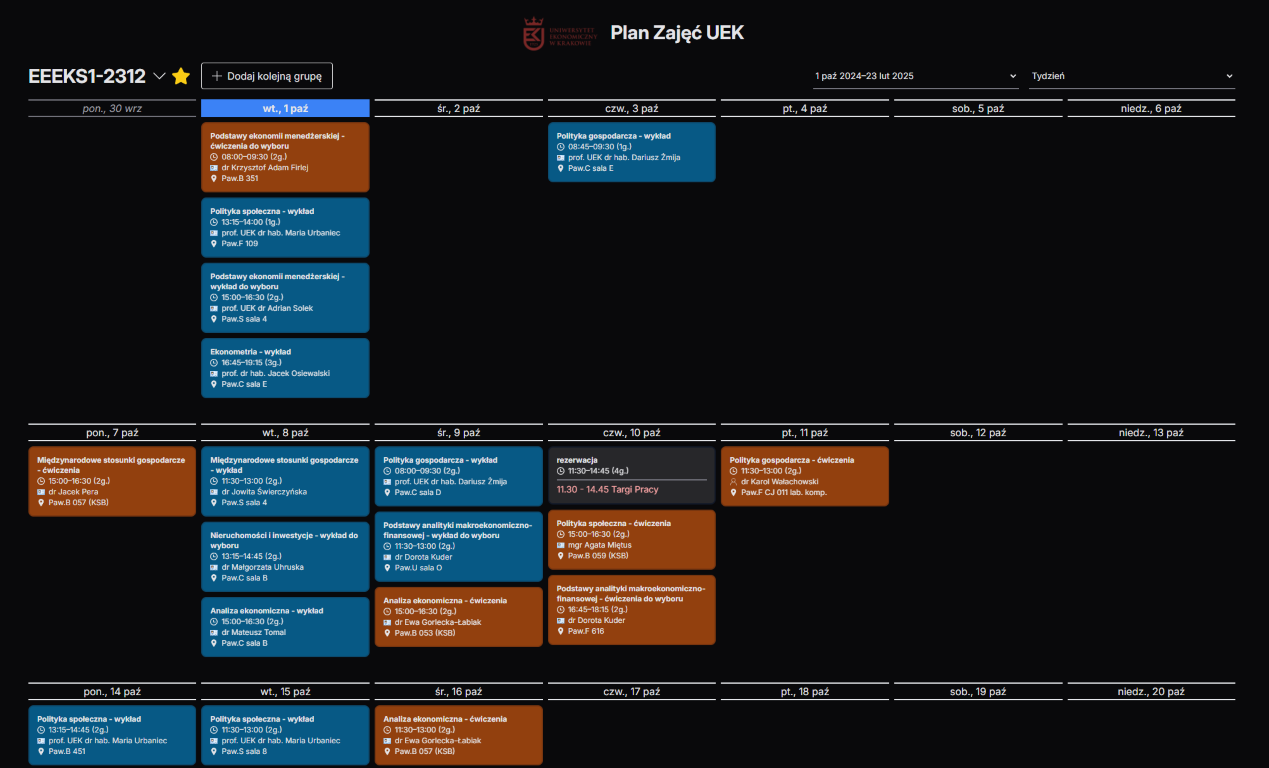 UNIWERSYTET
EKONOMICZNY
W KRAKOWIE
Plan Zajęć UEK
EEEKS1-2312
Dodaj kolejną grupę
1 paź 2024–23 lut 2025
Tydzień
pon., 30 wrz
wt., 1 paź
śr., 2 paź
czw., 3 paź
pt., 4 paź
sob., 5 paź
niedz., 6 paź
Podstawy ekonomii menedżerskiej -
ćwiczenia do wyboru
08:00–09:30 (2g.)
dr Krzysztof Adam Firlej
Paw.B 351
Polityka społeczna - wykład
13:15–14:00 (1g.)
prof. UEK dr hab. Maria Urbaniec
Paw.F 109
Podstawy ekonomii menedżerskiej -
wykład do wyboru
15:00–16:30 (2g.)
prof. UEK dr Adrian Solek
Paw.S sala 4
Ekonometria - wykład
16:45–19:15 (3g.)
prof. dr hab. Jacek Osiewalski
Paw.C sala E
Polityka gospodarcza - wykład
08:45–09:30 (1g.)
prof. UEK dr hab. Dariusz Żmija
Paw.C sala E
pon., 7 paź
wt., 8 paź
śr., 9 paź
czw., 10 paź
pt., 11 paź
sob., 12 paź
niedz., 13 paź
Międzynarodowe stosunki gospodarcze
- ćwiczenia
15:00–16:30 (2g.)
dr Jacek Pera
Paw.B 057 (KSB)
Międzynarodowe stosunki gospodarcze
- wykład
11:30–13:00 (2g.)
dr Jowita Świerczyńska
Paw.S sala 4
Nieruchomości i inwestycje - wykład do
wyboru
13:15–14:45 (2g.)
dr Małgorzata Uhruska
Paw.C sala B
Analiza ekonomiczna - wykład
15:00–16:30 (2g.)
dr Mateusz Tomal
Paw.C sala B
Polityka gospodarcza - wykład
08:00–09:30 (2g.)
prof. UEK dr hab. Dariusz Żmija
Paw.C sala D
Podstawy analityki makroekonomiczno-
finansowej - wykład do wyboru
11:30–13:00 (2g.)
dr Dorota Kuder
Paw.U sala O
Analiza ekonomiczna - ćwiczenia
15:00–16:30 (2g.)
dr Ewa Gorlecka-Łabiak
Paw.B 053 (KSB)
rezerwacja
11:30–14:45 (4g.)
11.30 - 14.45 Targi Pracy
Polityka społeczna - ćwiczenia
15:00–16:30 (2g.)
mgr Agata Miętus
Paw.B 059 (KSB)
Podstawy analityki makroekonomiczno-
finansowej - ćwiczenia do wyboru
16:45–18:15 (2g.)
dr Dorota Kuder
Paw.F 616
Polityka gospodarcza - ćwiczenia
11:30–13:00 (2g.)
dr Karol Wałachowski
Paw.F CJ 011 lab. komp.
pon., 14 paź
wt., 15 paź
śr., 16 paź
czw., 17 paź
pt., 18 paź
sob., 19 paź
niedz., 20 paź
Polityka społeczna - wykład
13:15–14:45 (2g.)
prof. UEK dr hab. Maria Urbaniec
Paw.B 451
Polityka społeczna - wykład
11:30–13:00 (2g.)
prof. UEK dr hab. Maria Urbaniec
Paw.S sala 8
Analiza ekonomiczna - ćwiczenia
11:30–13:00 (2g.)
dr Ewa Gorlecka-Łabiak
Paw.B 057 (KSB)